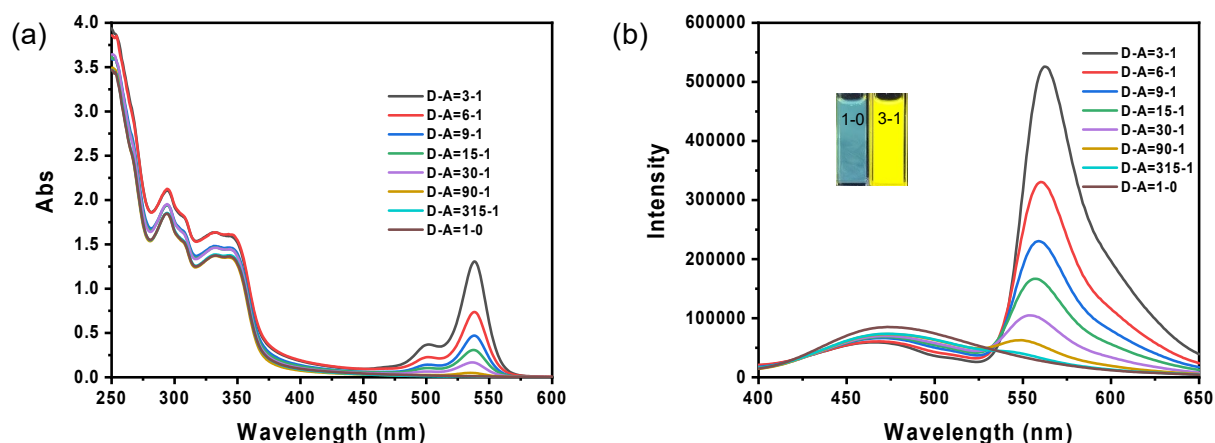 (a)
4.0
3.5
3.0
2.5
2.0
1.5
1.0
0.5
0.0
Abs
250 300 350 400 450 500 550 600
Wavelength (nm)
D-A=3-1
D-A=6-1
D-A=9-1
D-A=15-1
D-A=30-1
D-A=90-1
D-A=315-1
D-A=1-0
(b)
600000
500000
400000
300000
200000
100000
0
Intensity
400 450 500 550 600 650
Wavelength (nm)
1-0 3-1
D-A=3-1
D-A=6-1
D-A=9-1
D-A=15-1
D-A=30-1
D-A=90-1
D-A=315-1
D-A=1-0